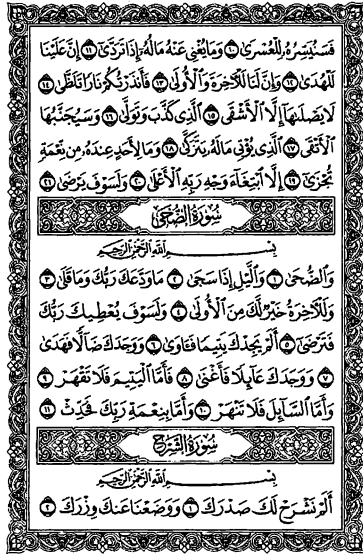 فَسَنُيَسِّرُهُۥ لِلْعُسْرَىٰ ١٠ وَمَا يُغْنِى عَنْهُ مَالُهُۥٓ إِذَا تَرَدَّىٰٓ ١١ إِنَّ عَلَيْنَا
لَلْهُدَىٰ ١٢ وَإِنَّ لَنَا لَلْءَاخِرَةَ وَٱلْأُولَىٰ ١٣ فَأَنذَرْتُكُمْ نَارًا تَلَظَّىٰ ١٤
لَا يَصْلَىٰهَآ إِلَّا ٱلْأَشْقَى ١٥ ٱلَّذِى كَذَّبَ وَتَوَلَّىٰ ١٦ وَسَيُجَنَّبُهَا
ٱلْأَتْقَى ١٧ ٱلَّذِى يُؤْتِى مَالَهُۥ يَتَزَكَّىٰ ١٨ وَمَا لِأَحَدٍ عِندَهُۥ مِن نِّعْمَةٍ
تُجْزَىٰٓ ١٩ إِلَّا ٱبْتِغَآءَ وَجْهِ رَبِّهِ ٱلْأَعْلَىٰ ٢٠ وَلَسَوْفَ يَرْضَىٰ ٢١
سُورَةُ الضُّحَىٰ
بِسْمِ ٱللَّهِ ٱلرَّحْمَٰنِ ٱلرَّحِيمِ
وَٱلضُّحَىٰ ١ وَٱلَّيْلِ إِذَا سَجَىٰ ٢ مَا وَدَّعَكَ رَبُّكَ وَمَا قَلَىٰ ٣
وَلَلْءَاخِرَةُ خَيْرٌ لَّكَ مِنَ ٱلْأُولَىٰ ٤ وَلَسَوْفَ يُعْطِيكَ رَبُّكَ
فَتَرْضَىٰٓ ٥ أَلَمْ يَجِدْكَ يَتِيمًا فَـَٔاوَىٰ ٦ وَوَجَدَكَ ضَآلًّا فَهَدَىٰ
٧ وَوَجَدَكَ عَآئِلًا فَأَغْنَىٰ ٨ فَأَمَّا ٱلْيَتِيمَ فَلَا تَقْهَرْ ٩
وَأَمَّا ٱلسَّآئِلَ فَلَا تَنْهَرْ ١٠ وَأَمَّا بِنِعْمَةِ رَبِّكَ فَحَدِّثْ ١١
سُورَةُ الشَّرْحِ
بِسْمِ ٱللَّهِ ٱلرَّحْمَٰنِ ٱلرَّحِيمِ
أَلَمْ نَشْرَحْ لَكَ صَدْرَكَ ١ وَوَضَعْنَا عَنكَ وِزْرَكَ ٢